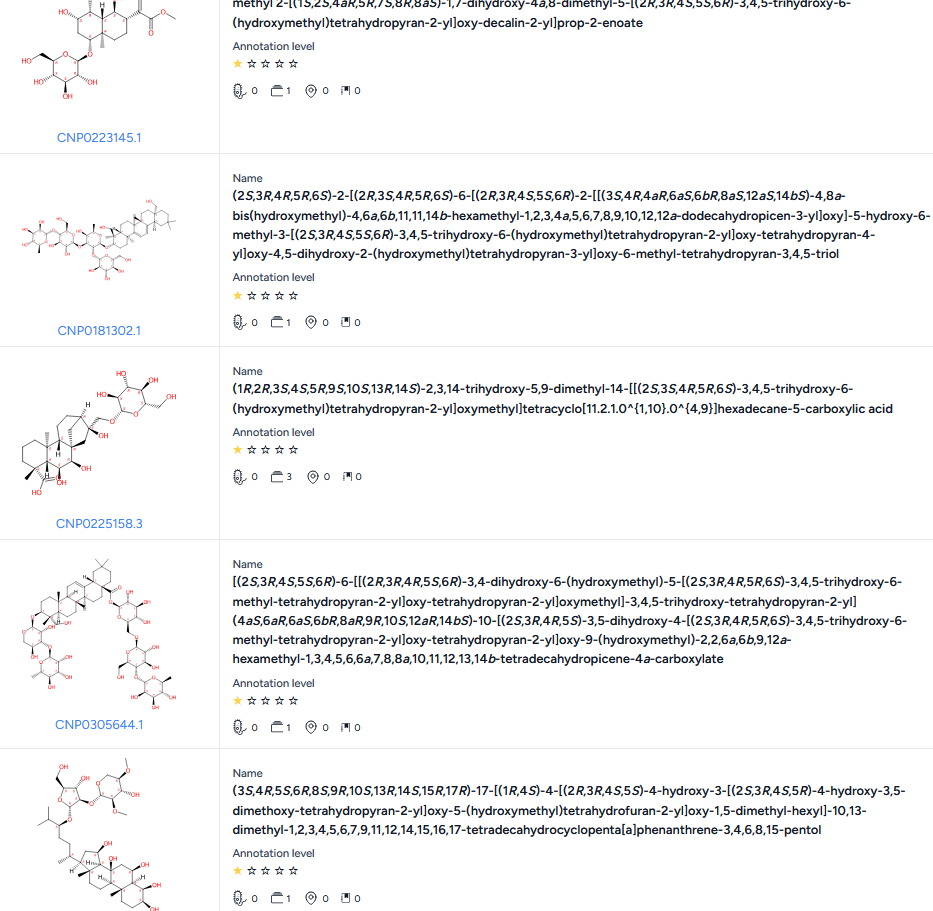 methyl 2-[(1S,2S,4aR,5R,7S,8R,8aS)-1,7-dihydroxy-4a,8-dimethyl-5-[(2R,3R,4S,5S,6R)-3,4,5-trihydroxy-6-
(hydroxymethyl)tetrahydropyran-2-yl]oxy-decalin-2-yl]prop-2-enoate
Annotation level
0 1 0 0
CNP0223145.1
Name
(2S,3R,4R,5R,6S)-2-[(2R,3S,4R,5R,6S)-6-[(2R,3R,4S,5S,6R)-2-[[(3S,4R,4aR,6aS,6bR,8aS,12aS,14bS)-4,8a-
bis(hydroxymethyl)-4,6a,6b,11,11,14b-hexamethyl-1,2,3,4a,5,6,7,8,9,10,12,12a-dodecahydropicen-3-yl]oxy]-5-hydroxy-6-
methyl-3-[(2S,3R,4S,5S,6R)-3,4,5-trihydroxy-6-(hydroxymethyl)tetrahydropyran-2-yl]oxy-tetrahydropyran-4-
yl]oxy-4,5-dihydroxy-2-(hydroxymethyl)tetrahydropyran-3-yl]oxy-6-methyl-tetrahydropyran-3,4,5-triol
Annotation level
0 1 0 0
CNP0181302.1
Name
(1R,2R,3S,4S,5R,9S,10S,13R,14S)-2,3,14-trihydroxy-5,9-dimethyl-14-[[(2S,3S,4R,5R,6S)-3,4,5-trihydroxy-6-
(hydroxymethyl)tetrahydropyran-2-yl]oxymethyl]tetracyclo[11.2.1.0^{1,10}.0^{4,9}]hexadecane-5-carboxylic acid
Annotation level
0 3 0 0
CNP0225158.3
Name
[(2S,3R,4S,5S,6R)-6-[[(2R,3R,4R,5S,6R)-3,4-dihydroxy-6-(hydroxymethyl)-5-[(2S,3R,4R,5R,6S)-3,4,5-trihydroxy-6-
methyl-tetrahydropyran-2-yl]oxy-tetrahydropyran-2-yl]oxymethyl]-3,4,5-trihydroxy-tetrahydropyran-2-yl]
(4aS,6aR,6aS,6bR,8aR,9R,10S,12aR,14bS)-10-[(2S,3R,4R,5S)-3,5-dihydroxy-4-[(2S,3R,4R,5R,6S)-3,4,5-trihydroxy-6-
methyl-tetrahydropyran-2-yl]oxy-tetrahydropyran-2-yl]oxy-9-(hydroxymethyl)-2,2,6a,6b,9,12a-
hexamethyl-1,3,4,5,6,6a,7,8,8a,10,11,12,13,14b-tetradecahydropicene-4a-carboxylate
Annotation level
0 1 0 0
CNP0305644.1
Name
(3S,4R,5S,6R,8S,9R,10S,13R,14S,15R,17R)-17-[(1R,4S)-4-[(2R,3R,4S,5S)-4-hydroxy-3-[(2S,3R,4S,5R)-4-hydroxy-3,5-
dimethoxy-tetrahydropyran-2-yl]oxy-5-(hydroxymethyl)tetrahydrofuran-2-yl]oxy-1,5-dimethyl-hexyl]-10,13-
dimethyl-1,2,3,4,5,6,7,9,11,12,14,15,16,17-tetradecahydrocyclopenta[a]phenanthrene-3,4,6,8,15-pentol
Annotation level
0 1 0 0